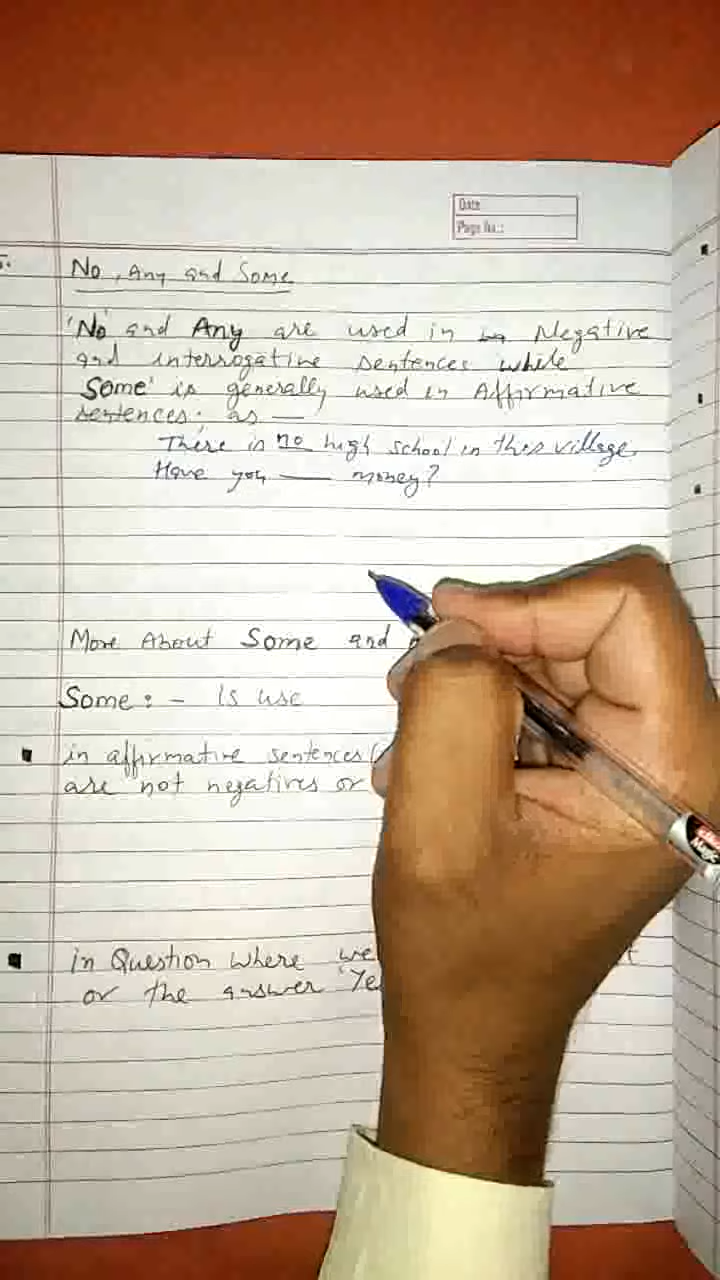 Date
Page No.:
5.
No, Any and Some
'No' and Any are used in Negative
and interrogative sentences while
Some' is generally used in Affirmative
sentences; as —
There is no high school in this village.
Have you —— money?
More About Some and
Some: - is use
in affirmative sentences (
are not negatives or
in Question where we
or the answer 'Ye